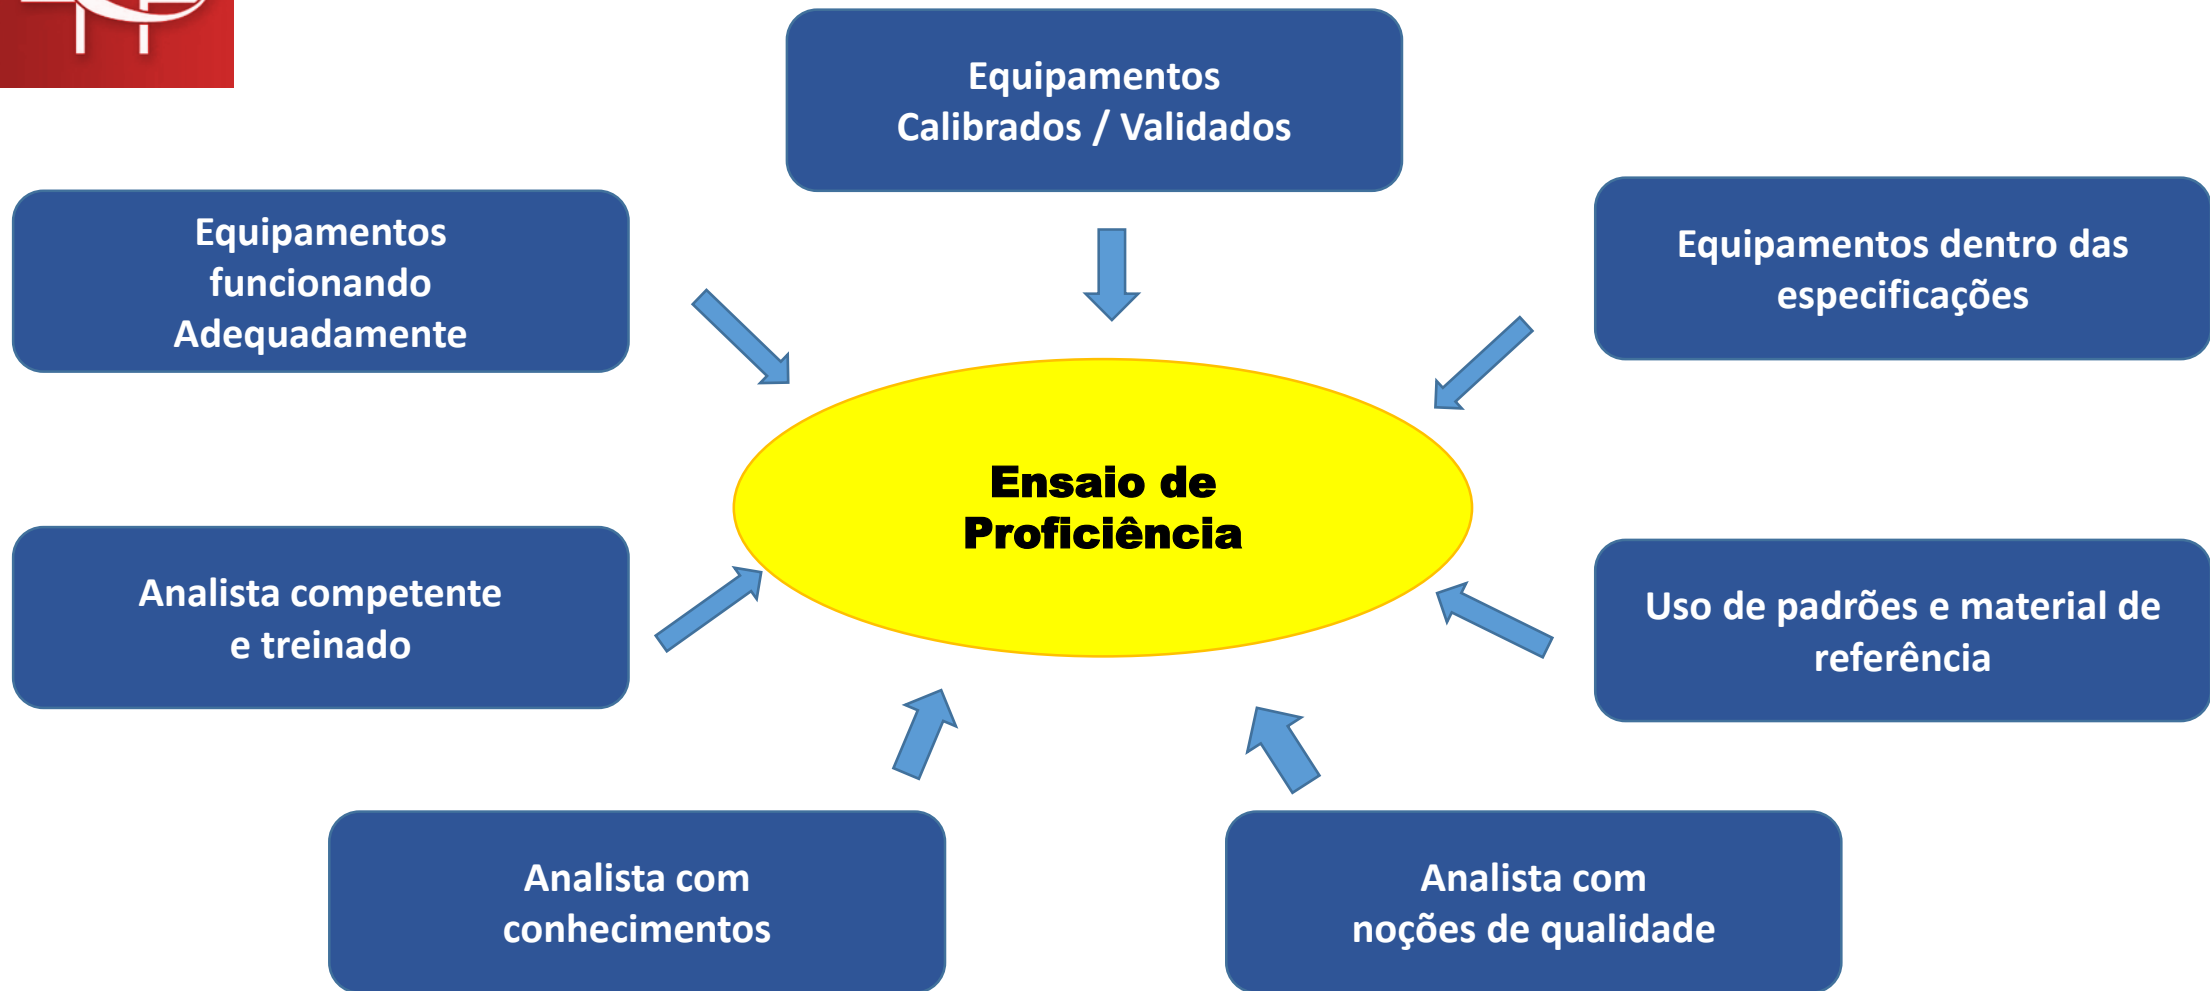 Equipamentos
Calibrados / Validados
Equipamentos
funcionando
Adequadamente
Equipamentos dentro das
especificações
Ensaio de
Proficiência
Analista competente
e treinado
Uso de padrões e material de
referência
Analista com
conhecimentos
Analista com
noções de qualidade